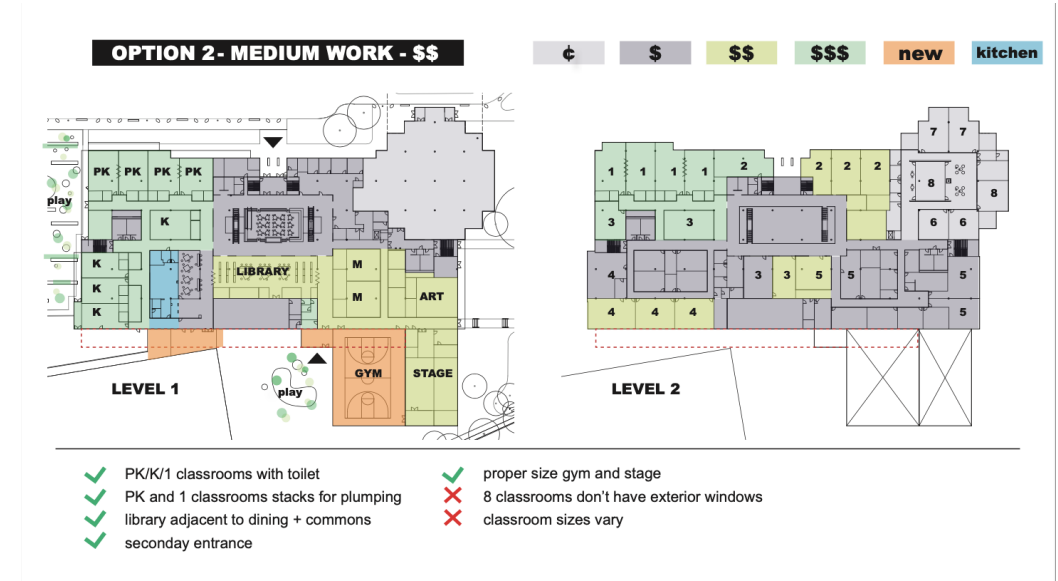 OPTION 2 - MEDIUM WORK - $$
¢ $ $$ $$$ new kitchen
PK PK PK PK
play
K
K
LIBRARY
M
K
M
ART
K
GYM
STAGE
LEVEL 1
play
7 7
1 1 1 1 2 2 2 2
8
8
3 3
6 6
4 3 3 5 5 5
4 4 4 5
LEVEL 2
PK/K/1 classrooms with toilet
PK and 1 classrooms stacks for plumping
library adjacent to dining + commons
seconday entrance
proper size gym and stage
8 classrooms don't have exterior windows
classroom sizes vary